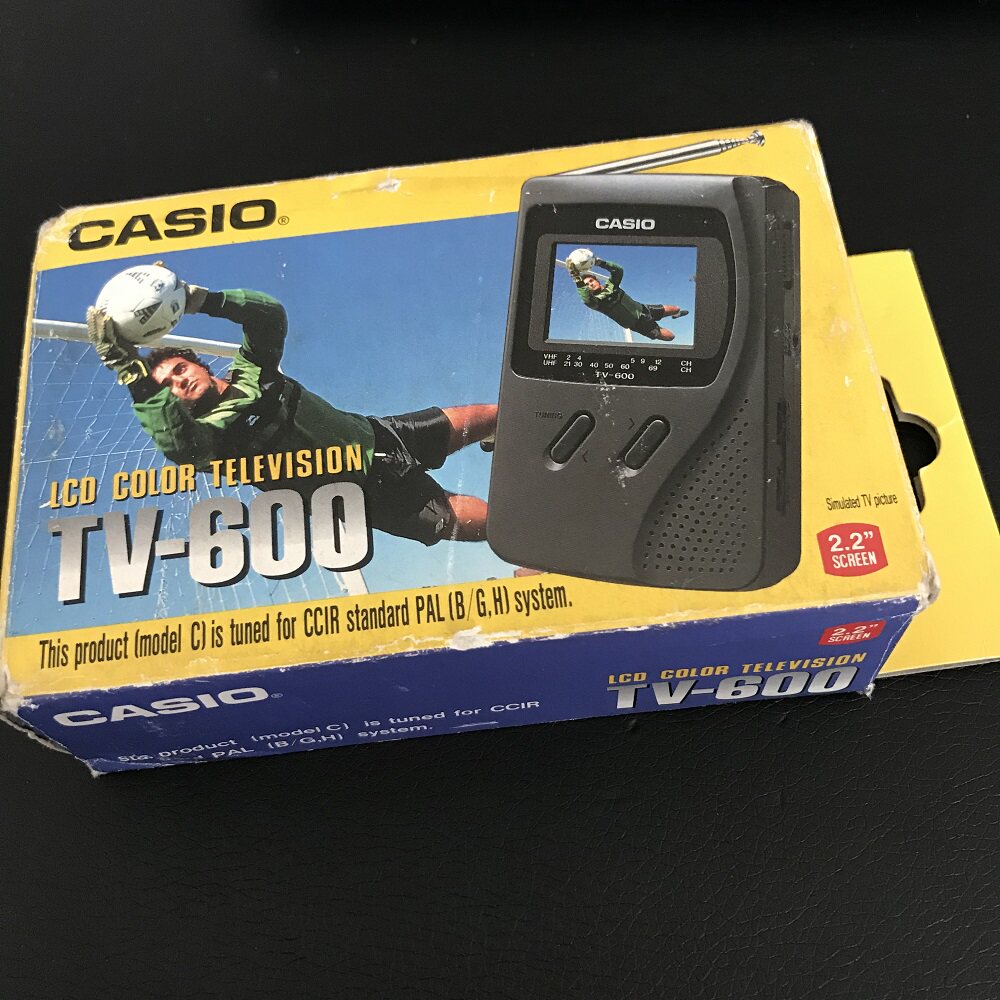 CASIO®
CASIO
VHF 2 4 5 9 12 CH
UHF 21 30 40 50 60 69 CH
TV-600
TUNING
LCD COLOR TELEVISION
TV-600
Simulated TV picture
2.2"
SCREEN
This product (model C) is tuned for CCIR standard PAL (B/G,H) system.
CASIO®
product (model C) is tuned for CCIR
PAL (B/G,H) system.
2.2"
SCREEN
LCD COLOR TELEVISION
TV-600